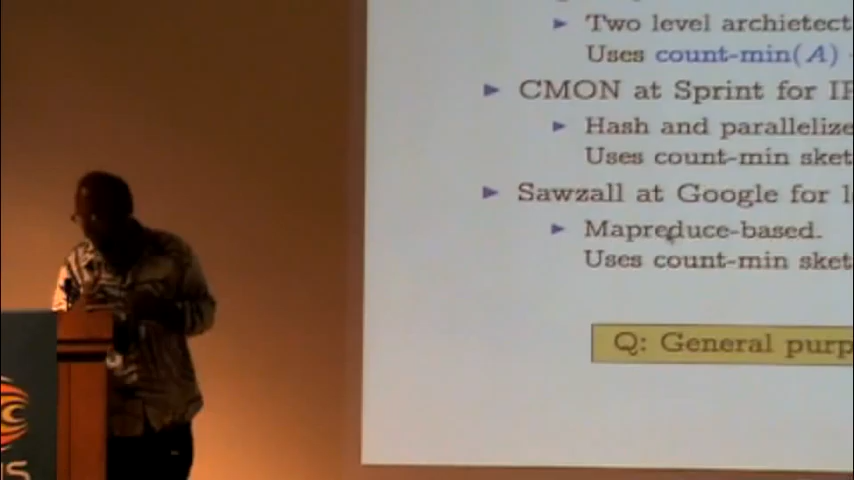 Two level archietect
Uses count-min(A)
CMON at Sprint for IP
Hash and parallelize
Uses count-min sket
Sawzall at Google for l
Mapreduce-based.
Uses count-min sket
Q: General purp